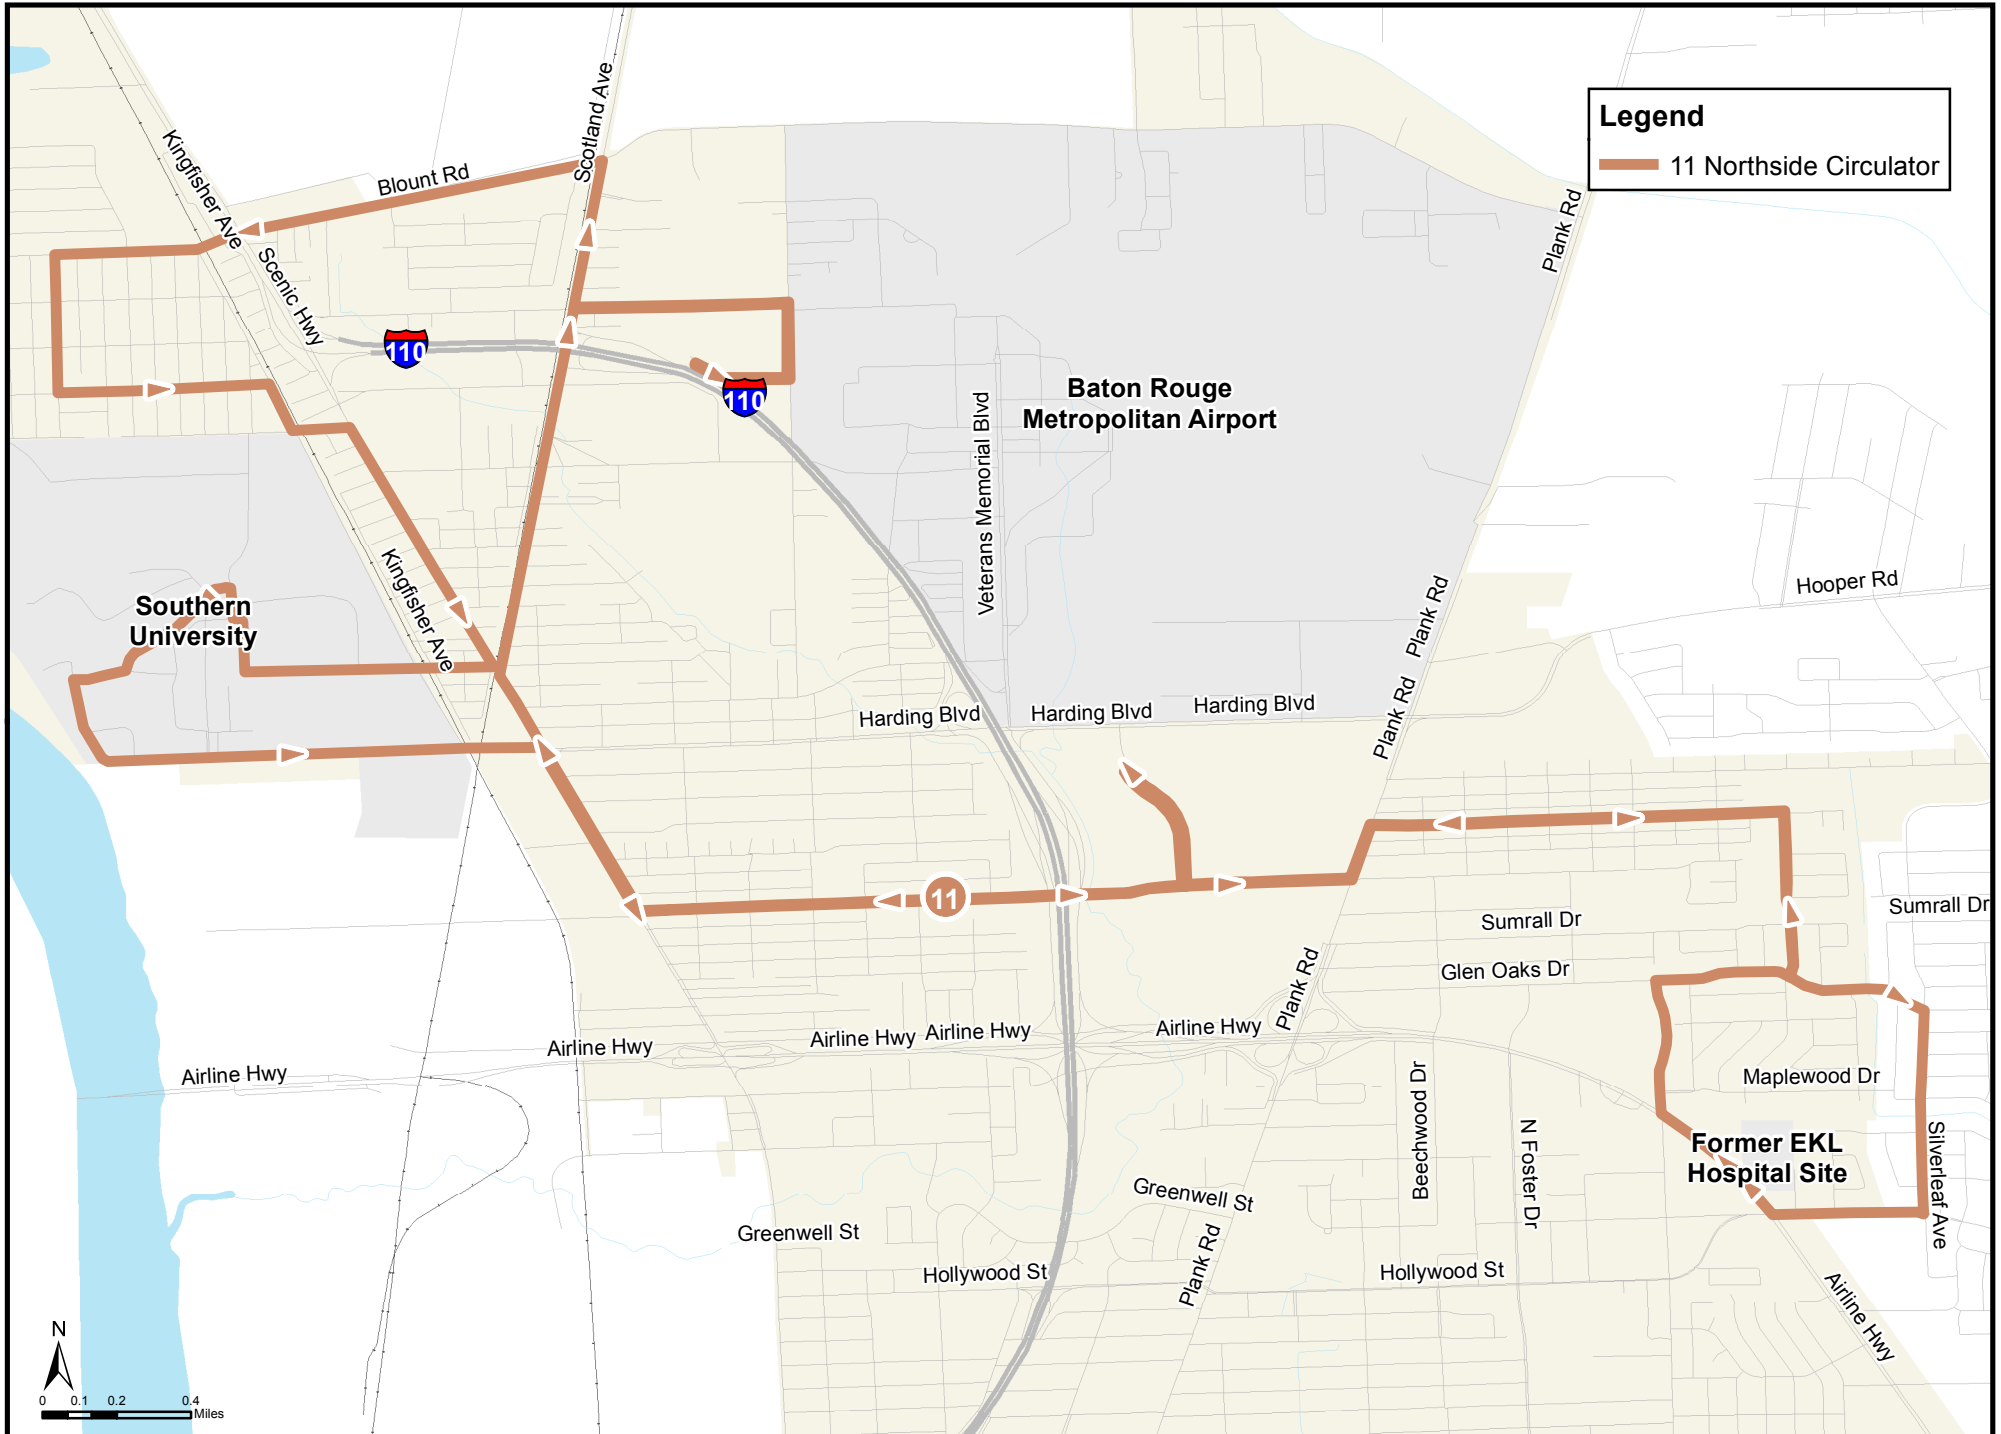 Legend
11 Northside Circulator
Scotland Ave
Kingfisher Ave
Blount Rd
Scenic Hwy
Plank Rd
110
110
Baton Rouge
Metropolitan Airport
Veterans Memorial Blvd
Kingfisher Ave
Southern
University
Hooper Rd
Plank Rd
Plank Rd
Harding Blvd
Harding Blvd
Harding Blvd
11
Sumrall Dr
Sumrall Dr
Glen Oaks Dr
Plank Rd
Airline Hwy
Airline Hwy
Airline Hwy
Airline Hwy
Airline Hwy
Maplewood Dr
Beechwood Dr
N Foster Dr
Former EKL
Hospital Site
Silverleaf Ave
Greenwell St
Greenwell St
Plank Rd
Hollywood St
Hollywood St
Airline Hwy
N
0 0.1 0.2 0.4
Miles